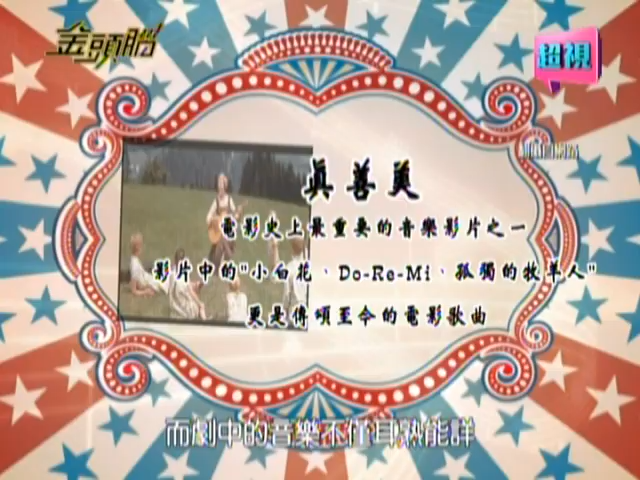 金頭腦
超視
真善美
電影史上最重要的音樂影片之一
影片中的"小白花、Do-Re-Mi、孤獨的牧羊人"
更是傳頌至今的電影歌曲
而劇中的音樂不僅耳熟能群